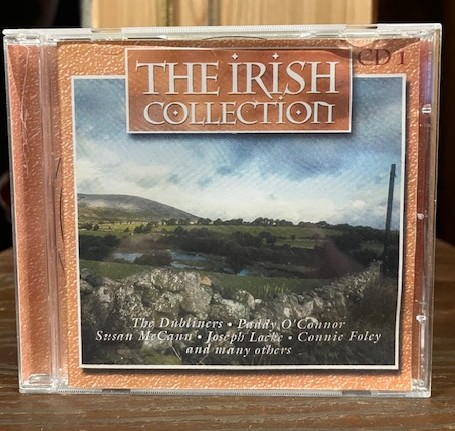 CD 1
THE IRISH
COLLECTION
The Dubliners • Paddy O'Connor
Susan McCann • Joseph Locke • Connie Foley
and many others